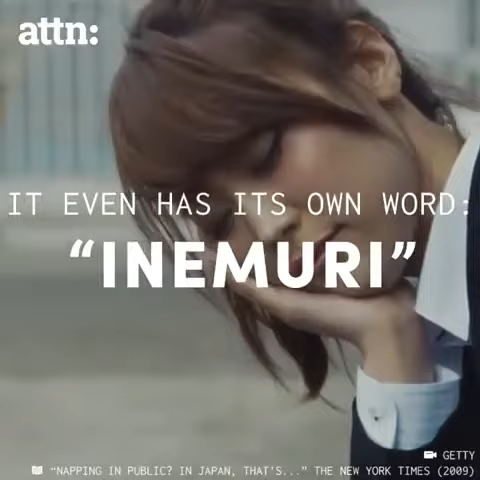 attn:
IT EVEN HAS ITS OWN WORD:
“INEMURI”
GETTY
“NAPPING IN PUBLIC? IN JAPAN, THAT'S...” THE NEW YORK TIMES (2009)